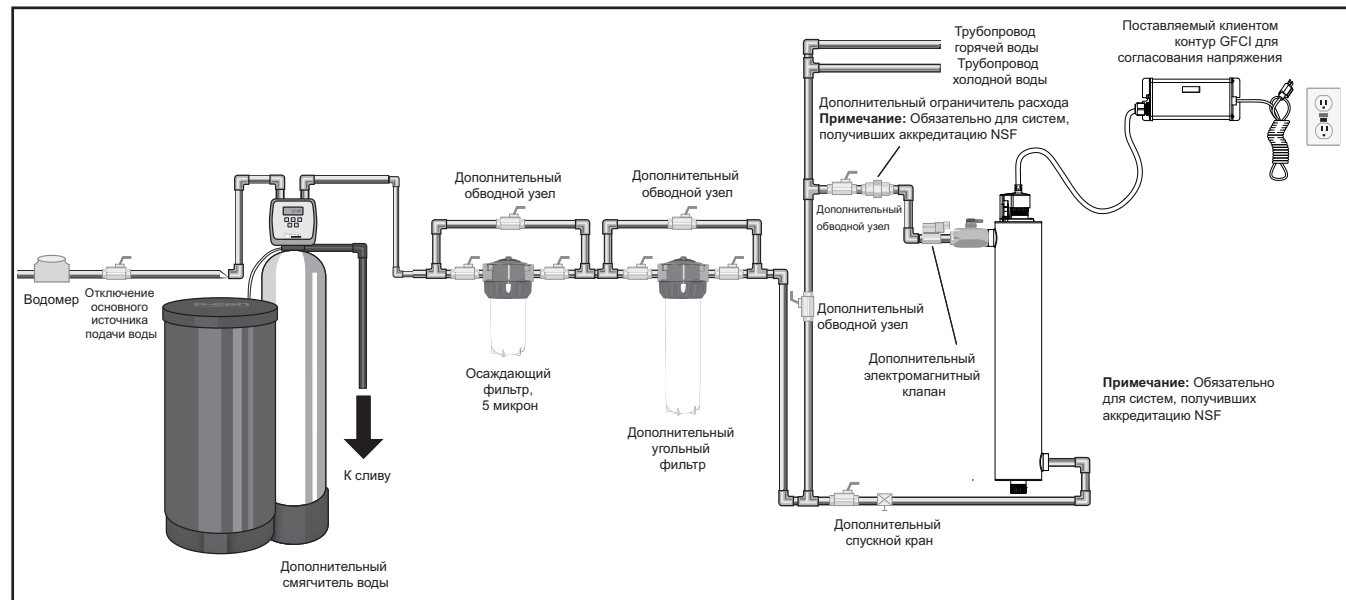 Трубопровод
горячей воды
Трубопровод
холодной воды
Поставляемый клиентом
контур GFCI для
согласования напряжения
Дополнительный ограничитель расхода
Примечание: Обязательно для систем,
получивших аккредитацию NSF
Дополнительный
обводной узел
Дополнительный
обводной узел
Дополнительный
обводной узел
Водомер
Отключение
основного
источника
подачи воды
Дополнительный
обводной узел
Осаждающий
фильтр,
5 микрон
Дополнительный
электромагнитный
клапан
Примечание: Обязательно
для систем, получивших
аккредитацию NSF
Дополнительный
угольный
фильтр
К сливу
Дополнительный
спускной кран
Дополнительный
смягчитель воды